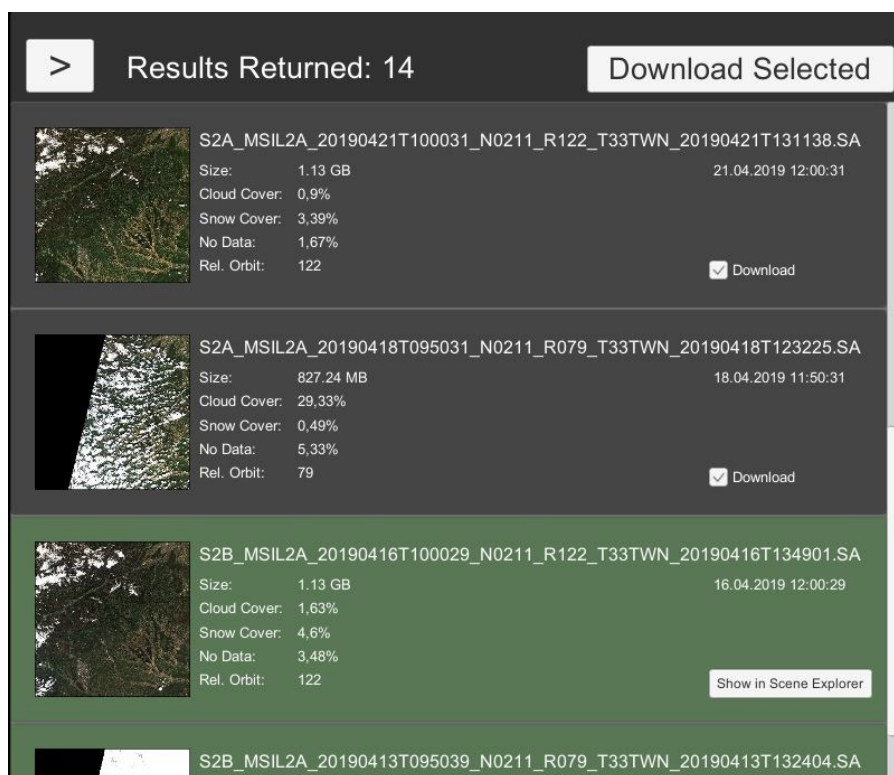 >
Results Returned: 14
Download Selected
S2A_MSIL2A_20190421T100031_N0211_R122_T33TWN_20190421T131138.SA
Size: 1.13 GB 21.04.2019 12:00:31
Cloud Cover: 0,9%
Snow Cover: 3,39%
No Data: 1,67%
Rel. Orbit: 122
Download
S2A_MSIL2A_20190418T095031_N0211_R079_T33TWN_20190418T123225.SA
Size: 827.24 MB 18.04.2019 11:50:31
Cloud Cover: 29,33%
Snow Cover: 0,49%
No Data: 5,33%
Rel. Orbit: 79
Download
S2B_MSIL2A_20190416T100029_N0211_R122_T33TWN_20190416T134901.SA
Size: 1.13 GB 16.04.2019 12:00:29
Cloud Cover: 1,63%
Snow Cover: 4,6%
No Data: 3,48%
Rel. Orbit: 122
Show in Scene Explorer
S2B_MSIL2A_20190413T095039_N0211_R079_T33TWN_20190413T132404.SA